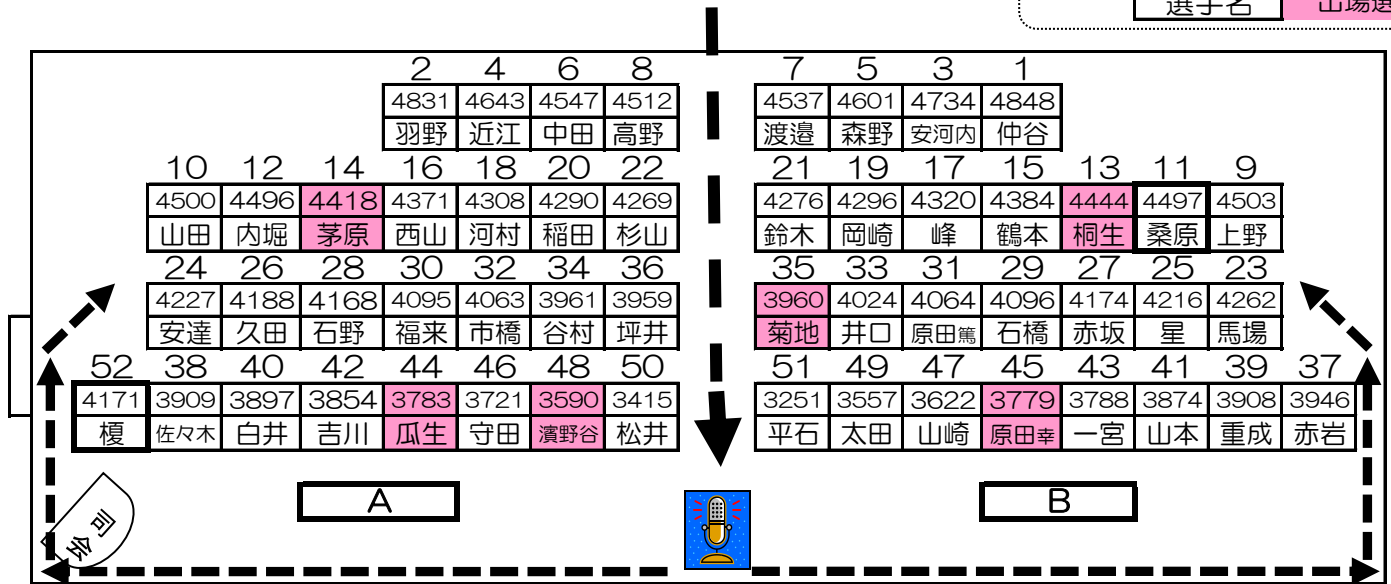 選手名
2 4 6 8 7 5 3 1
4831 4643 4547 4512 4537 4601 4734 4848
羽野 近江 中田 高野 渡邉 森野 安河内 仲谷
10 12 14 16 18 20 22 21 19 17 15 13 11 9
4500 4496 4418 4371 4308 4290 4269 4276 4296 4320 4384 4444 4497 4503
山田 内堀 茅原 西山 河村 稲田 杉山 鈴木 岡崎 峰 鶴本 桐生 桑原 上野
24 26 28 30 32 34 36 35 33 31 29 27 25 23
4227 4188 4168 4095 4063 3961 3959 3960 4024 4064 4096 4174 4216 4262
安達 久田 石野 福来 市橋 谷村 坪井 菊地 井口 原田篤 石橋 赤坂 星 馬場
52 38 40 42 44 46 48 50 51 49 47 45 43 41 39 37
4171 3909 3897 3854 3783 3721 3590 3415 3251 3557 3622 3779 3788 3874 3908 3946
榎 佐々木 白井 吉川 瓜生 守田 濱野谷 松井 平石 太田 山崎 原田幸 一宮 山本 重成 赤岩
A B
司会